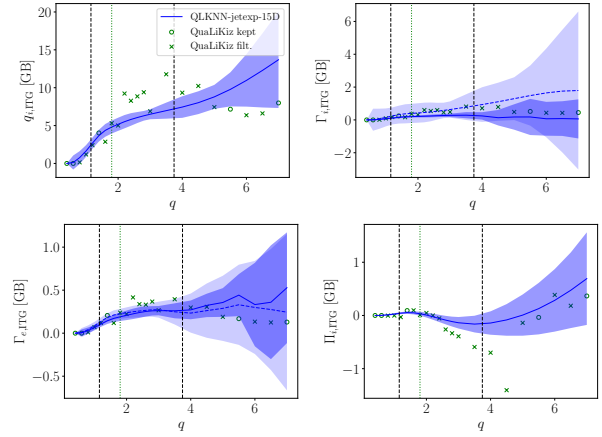 QLKNN-jetexp-15D
QuaLiKiz kept
QuaLiKiz filt.
q_{i,ITG} [GB]
20
15
10
5
0
2
4
6
q
Γ_{i,ITG} [GB]
6
4
2
0
−2
2
4
6
q
Γ_{e,ITG} [GB]
1.0
0.5
0.0
−0.5
2
4
6
q
Π_{i,ITG} [GB]
1
0
−1
2
4
6
q